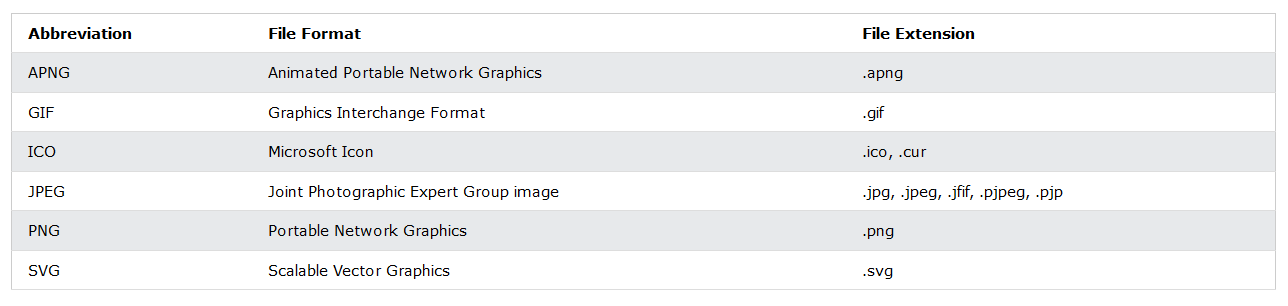 Abbreviation File Format File Extension
APNG Animated Portable Network Graphics .apng
GIF Graphics Interchange Format .gif
ICO Microsoft Icon .ico, .cur
JPEG Joint Photographic Expert Group image .jpg, .jpeg, .jfif, .pjpeg, .pjp
PNG Portable Network Graphics .png
SVG Scalable Vector Graphics .svg